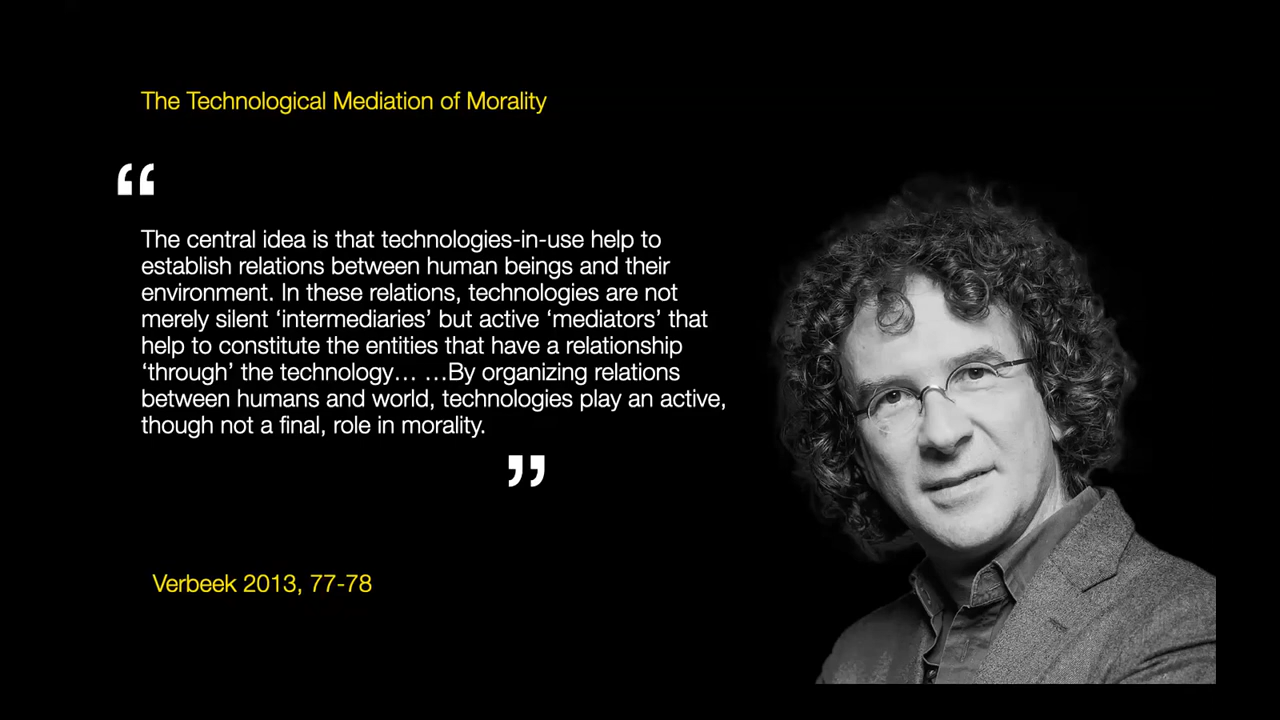 The Technological Mediation of Morality
“
The central idea is that technologies-in-use help to
establish relations between human beings and their
environment. In these relations, technologies are not
merely silent ‘intermediaries’ but active ‘mediators’ that
help to constitute the entities that have a relationship
‘through’ the technology… …By organizing relations
between humans and world, technologies play an active,
though not a final, role in morality.
”
Verbeek 2013, 77-78